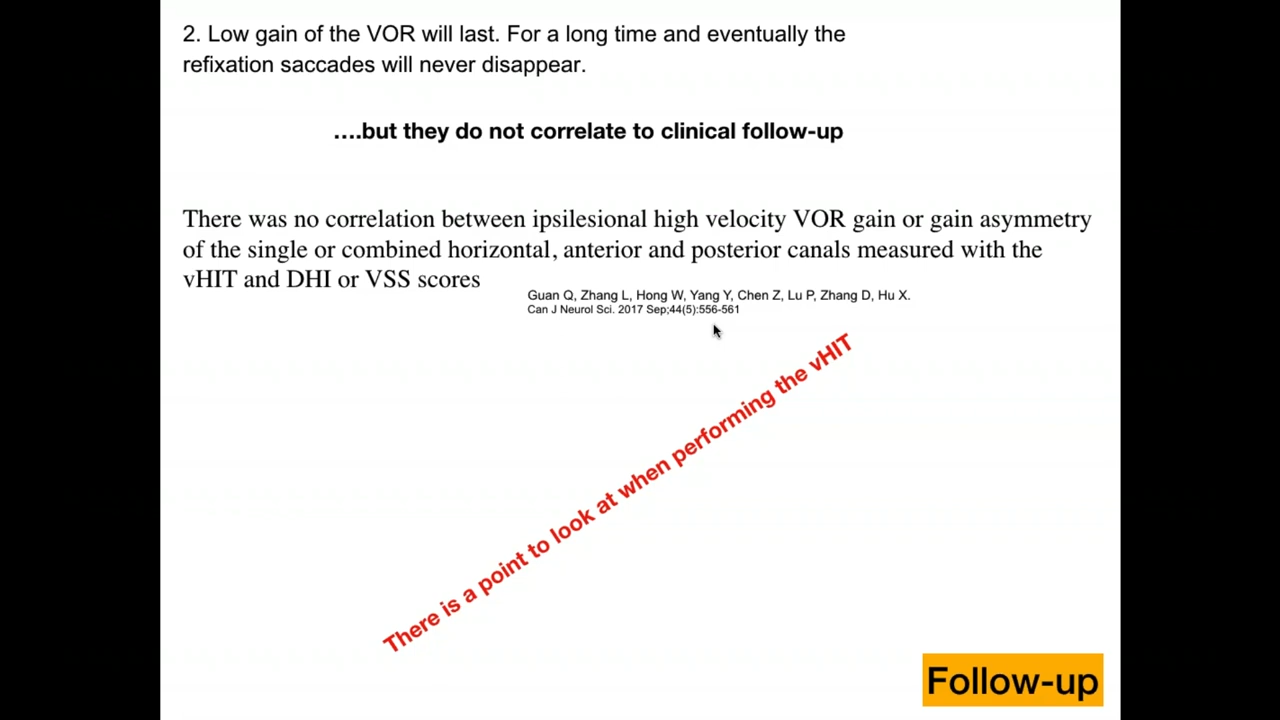 2. Low gain of the VOR will last. For a long time and eventually the
refixation saccades will never disappear.
....but they do not correlate to clinical follow-up
There was no correlation between ipsilesional high velocity VOR gain or gain asymmetry
of the single or combined horizontal, anterior and posterior canals measured with the
vHIT and DHI or VSS scores
Guan Q, Zhang L, Hong W, Yang Y, Chen Z, Lu P, Zhang D, Hu X.
Can J Neurol Sci. 2017 Sep;44(5):556-561
There is a point to look at when performing the vHIT
Follow-up